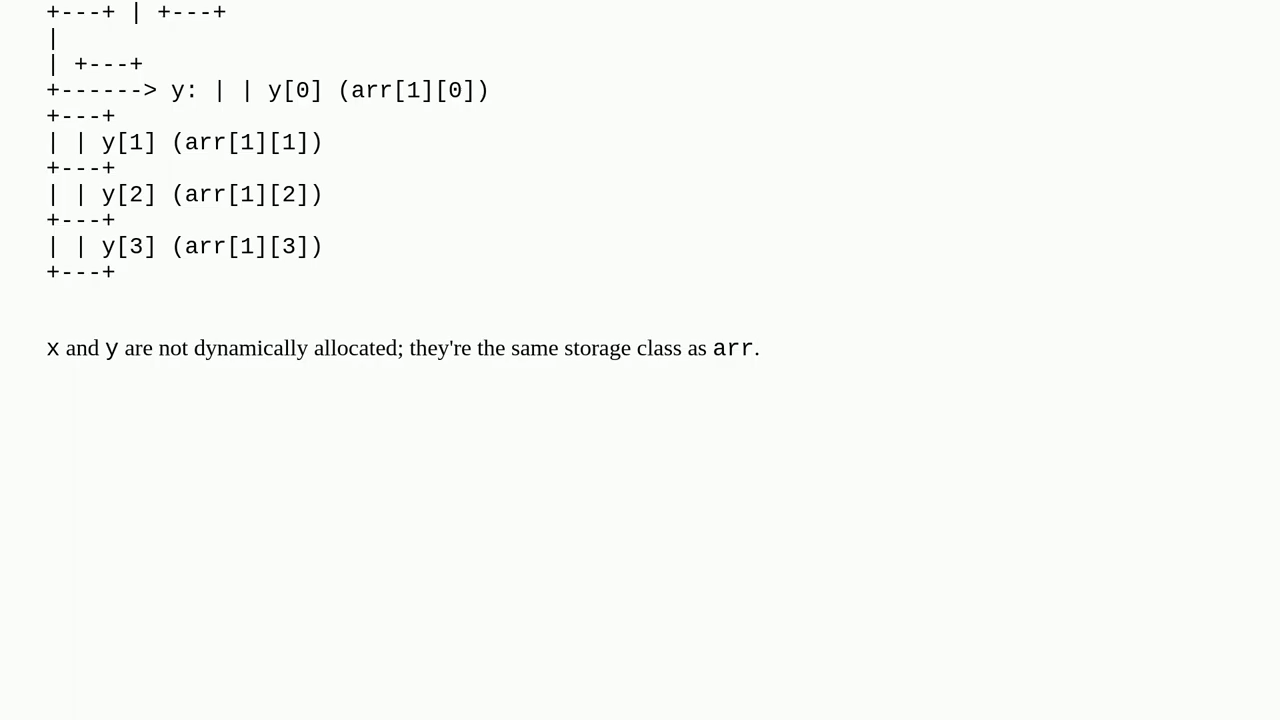 +---+ | +---+
|
| +---+
+------> y: | | y[0] (arr[1][0])
+---+
| | y[1] (arr[1][1])
+---+
| | y[2] (arr[1][2])
+---+
| | y[3] (arr[1][3])
+---+
x and y are not dynamically allocated; they're the same storage class as arr.